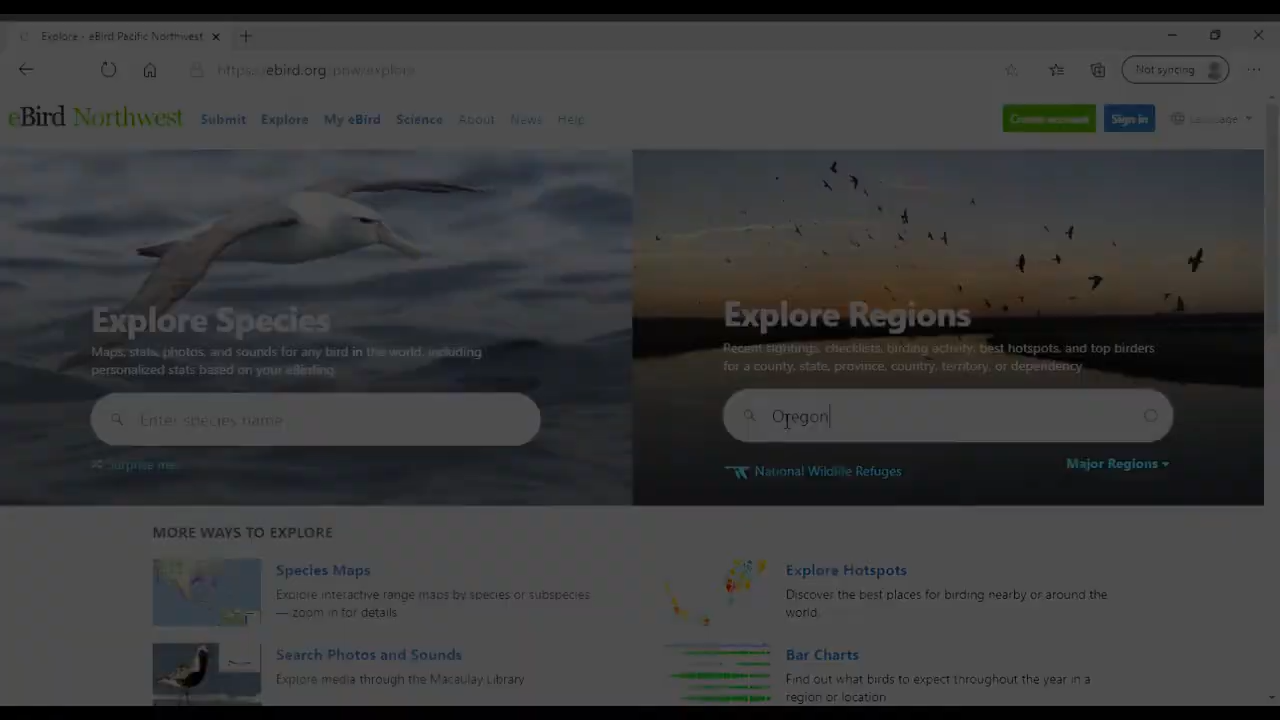 Explore - eBird Pacific Northwest
https://ebird.org/pnw/explore
Not syncing
eBird Northwest
Submit
Explore
My eBird
Science
About
News
Help
Create account
Sign in
Language
Explore Species
Maps, stats, photos, and sounds for any bird in the world, including
personalized stats based on your eBirding.
Enter species name
Surprise me!
Explore Regions
Recent sightings, checklists, birding activity, best hotspots, and top birders
for a county, state, province, country, territory, or dependency
Oregon
National Wildlife Refuges
Major Regions
MORE WAYS TO EXPLORE
Species Maps
Explore interactive range maps by species or subspecies
— zoom in for details
Explore Hotspots
Discover the best places for birding nearby or around the
world.
Search Photos and Sounds
Explore media through the Macaulay Library
Bar Charts
Find out what birds to expect throughout the year in a
region or location